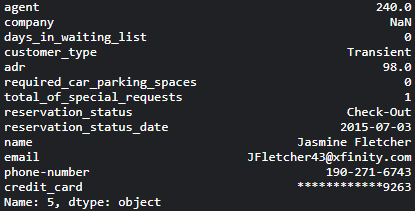 agent 240.0
company NaN
days_in_waiting_list 0
customer_type Transient
adr 98.0
required_car_parking_spaces 0
total_of_special_requests 1
reservation_status Check-Out
reservation_status_date 2015-07-03
name Jasmine Fletcher
email JFletcher43@xfinity.com
phone-number 190-271-6743
credit_card ************9263
Name: 5, dtype: object